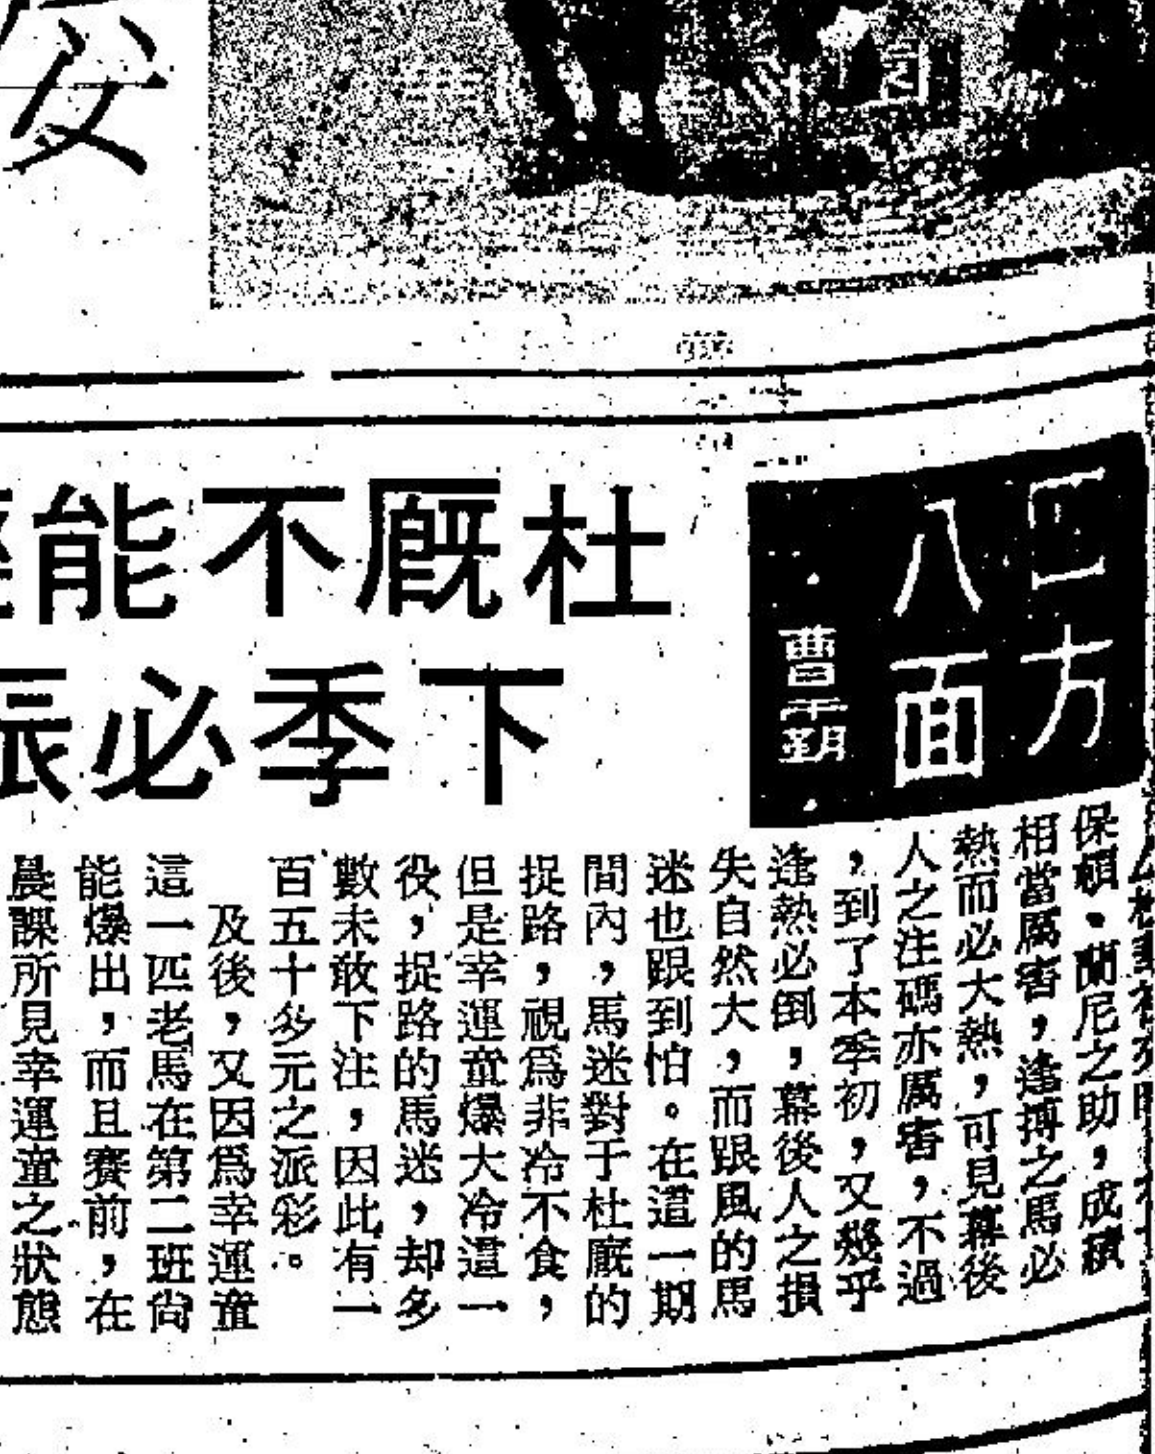 四方
八面
曹千朔
杜厩不能
下季必振
保頓·蘭尼之助，成績
相當厲害，逢搏之馬必
熱而必大熱，可見幕後
人之注碼亦厲害，不過
，到了本季初，又幾乎
逢熱必倒，幕後人之損
失自然大，而跟風的馬
迷也跟到怕。在這一期
間內，馬迷對于杜廄的
捉路，視爲非冷不食，
但是幸運童爆大冷這一
役，捉路的馬迷，却多
數未敢下注，因此有一
百五十多元之派彩。
及後，又因爲幸運童
這一匹老馬在第二班尙
能爆出，而且賽前，在
晨課所見幸運童之狀態